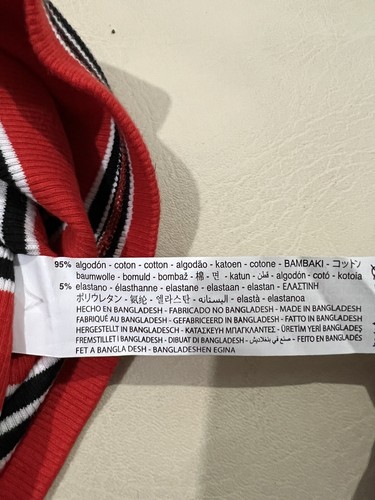 95% algodón - coton - cotton - algodão - katoen - cotone - ΒΑΜΒΑΚΙ - コットン
baumwolle - bomuld - bombaž - 棉 - 면 - katun - قطن - algodón - cotó - kotoia
5% elastano - élasthanne - elastane - elastaan - elastan - ΕΛΑΣΤΙΝΗ
ポリウレタン - 氨纶 - 엘라스탄 - البستانه - elastà - elastanoa
HECHO EN BANGLADESH - FABRICADO NO BANGLADESH - MADE IN BANGLADESH
FABRIQUÉ AU BANGLADESH - GEFABRICEERD IN BANGLADESH - FATTO IN BANGLADESH
HERGESTELLT IN BANGLADESCH - ΚΑΤΑΣΚΕΥΗ ΜΠΑΓΚΛΑΝΤΕΣ - ÜRETİM YERİ BANGLADEŞ
FREMSTILLET I BANGLADESH - DIBUAT DI BANGLADESH - صنع في بنغلاديش - FEITO EN BANGLADÉS
FET A BANGLA DESH - BANGLADESHEN EGINA